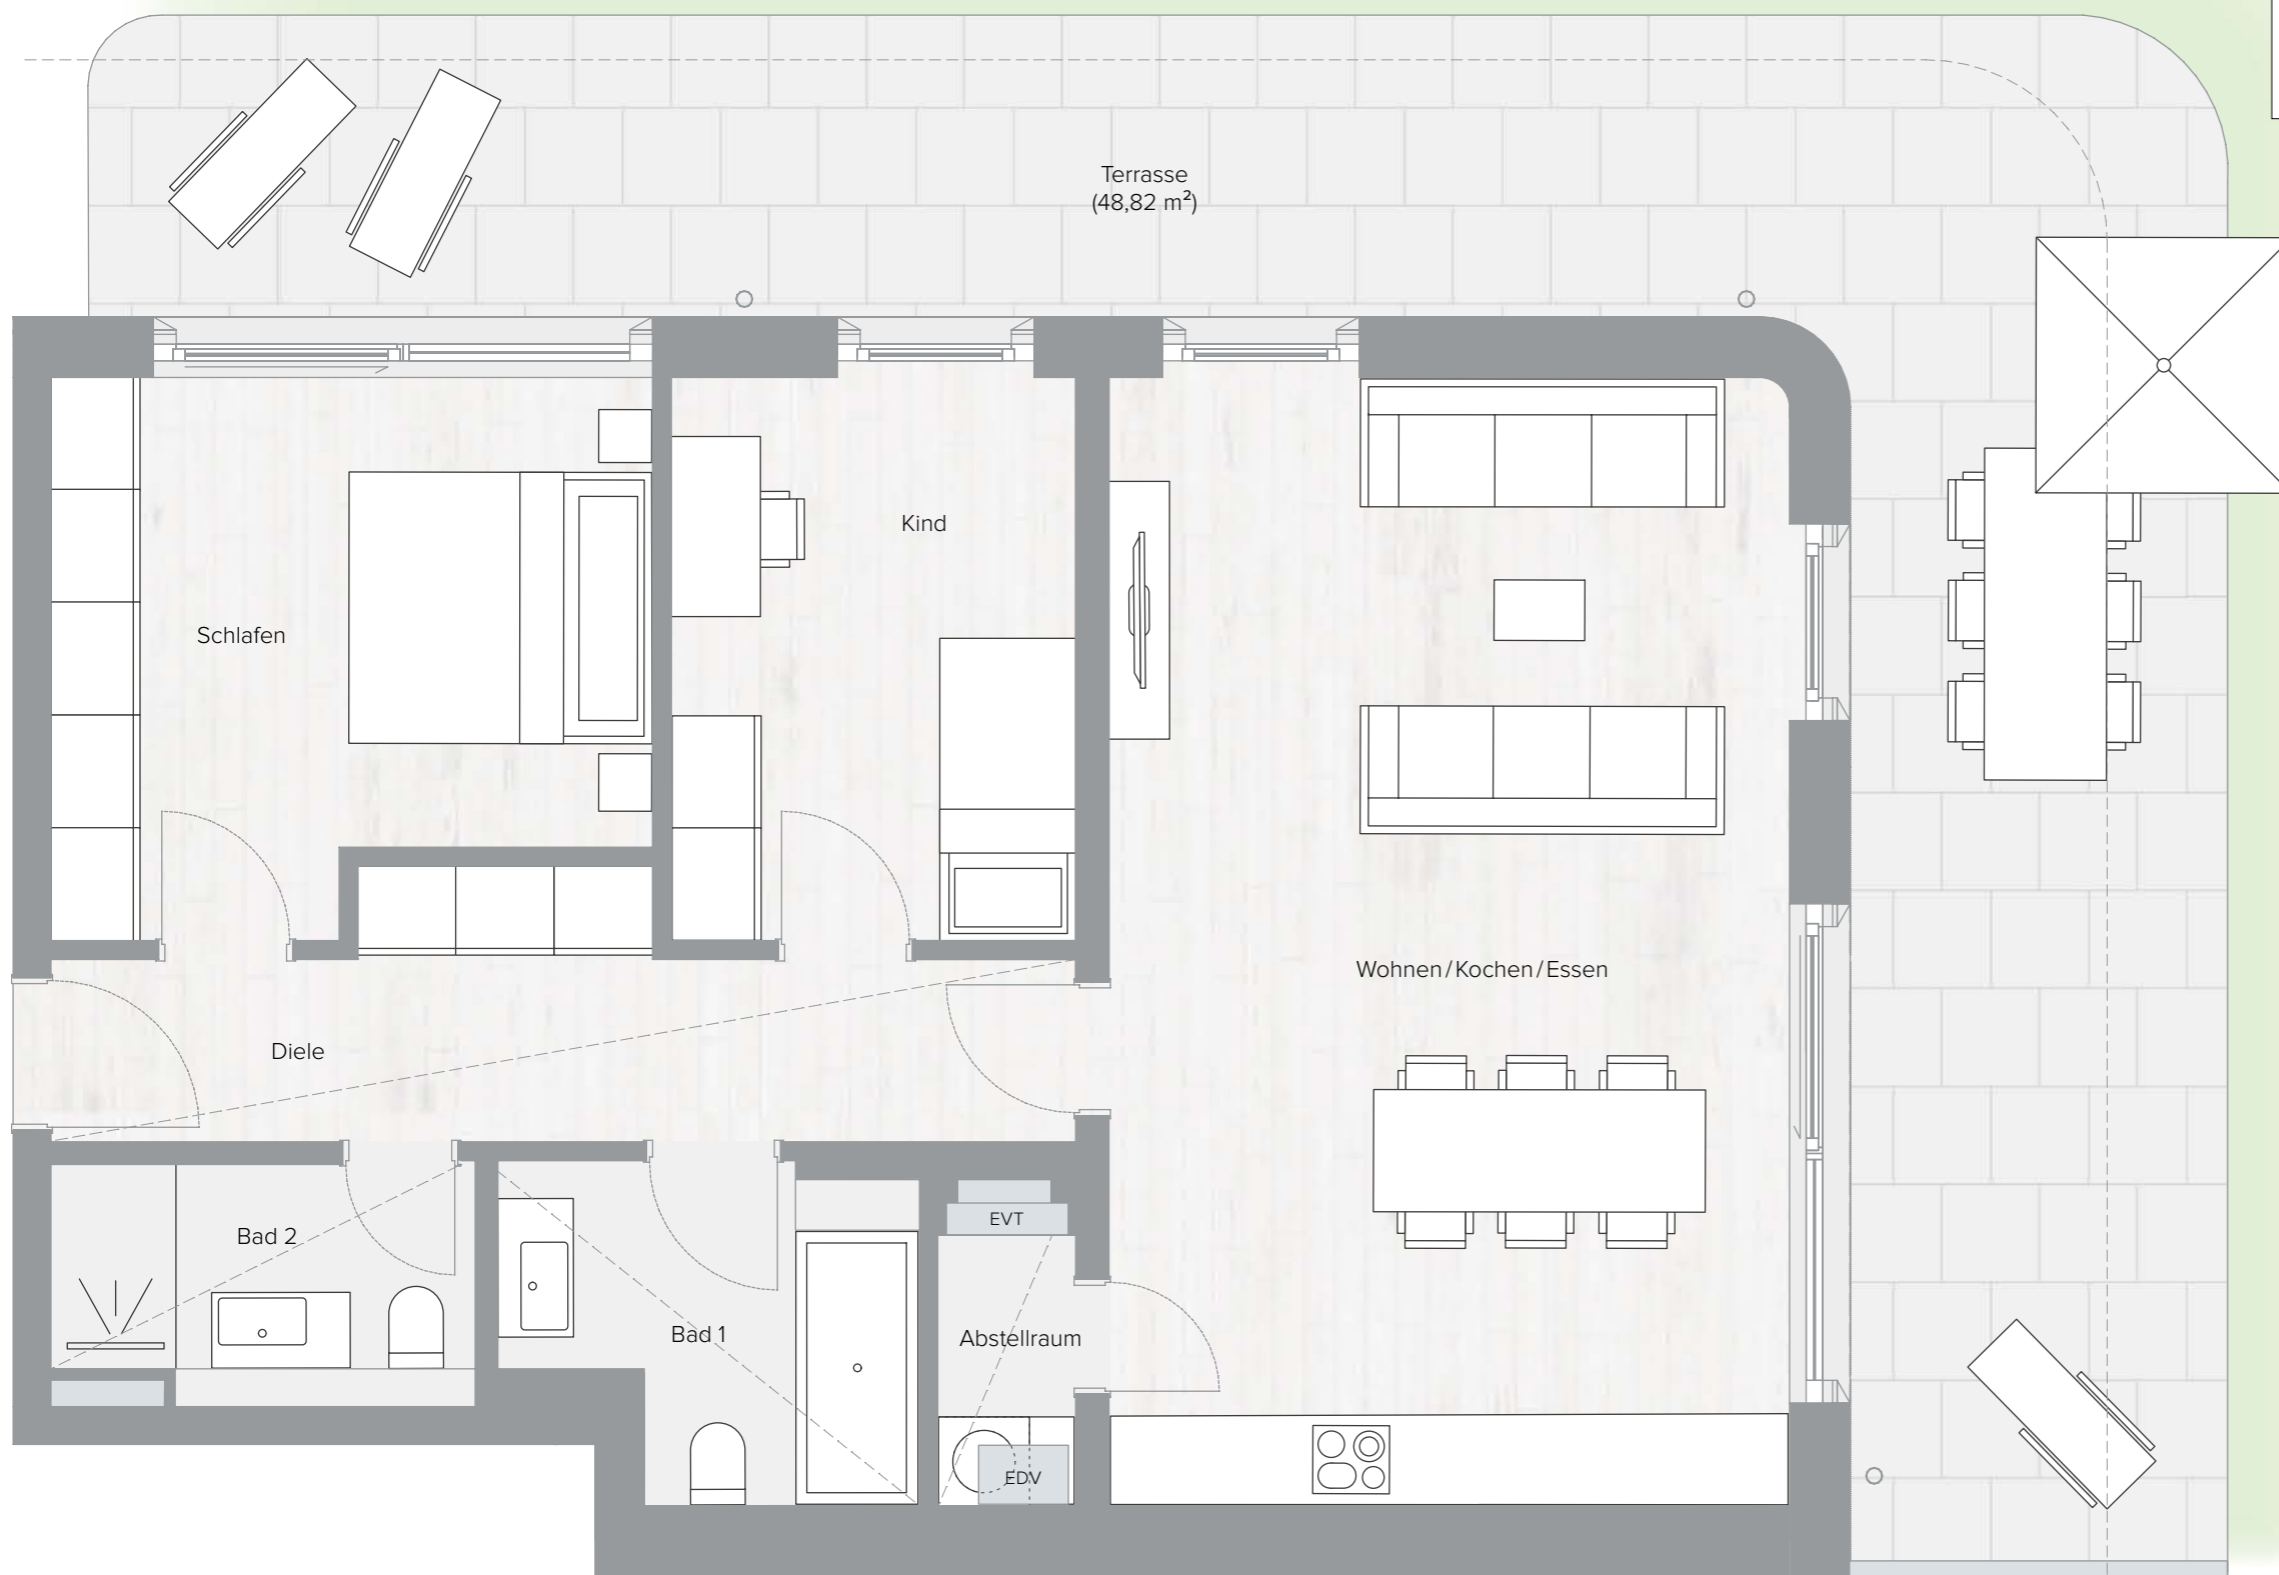 Terrasse
(48,82 m²)
Kind
Schlafen
Wohnen/Kochen/Essen
Diele
EVT
Bad 2
Bad 1
Abstellraum
EDV